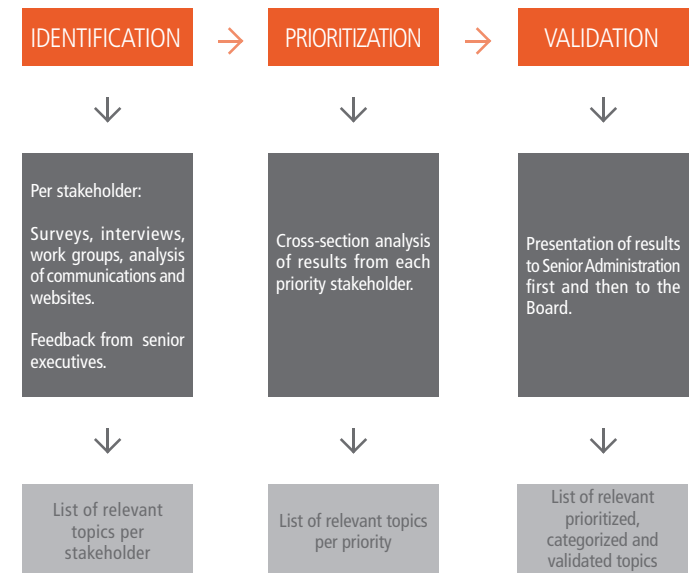 IDENTIFICATION
PRIORITIZATION
VALIDATION
Per stakeholder:
Surveys, interviews,
work groups, analysis
of communications and
websites.
Feedback from senior
executives.
Cross-section analysis
of results from each
priority stakeholder.
Presentation of results
to Senior Administration
first and then to the
Board.
List of relevant
topics per
stakeholder
List of relevant topics
per priority
List of relevant
prioritized,
categorized and
validated topics